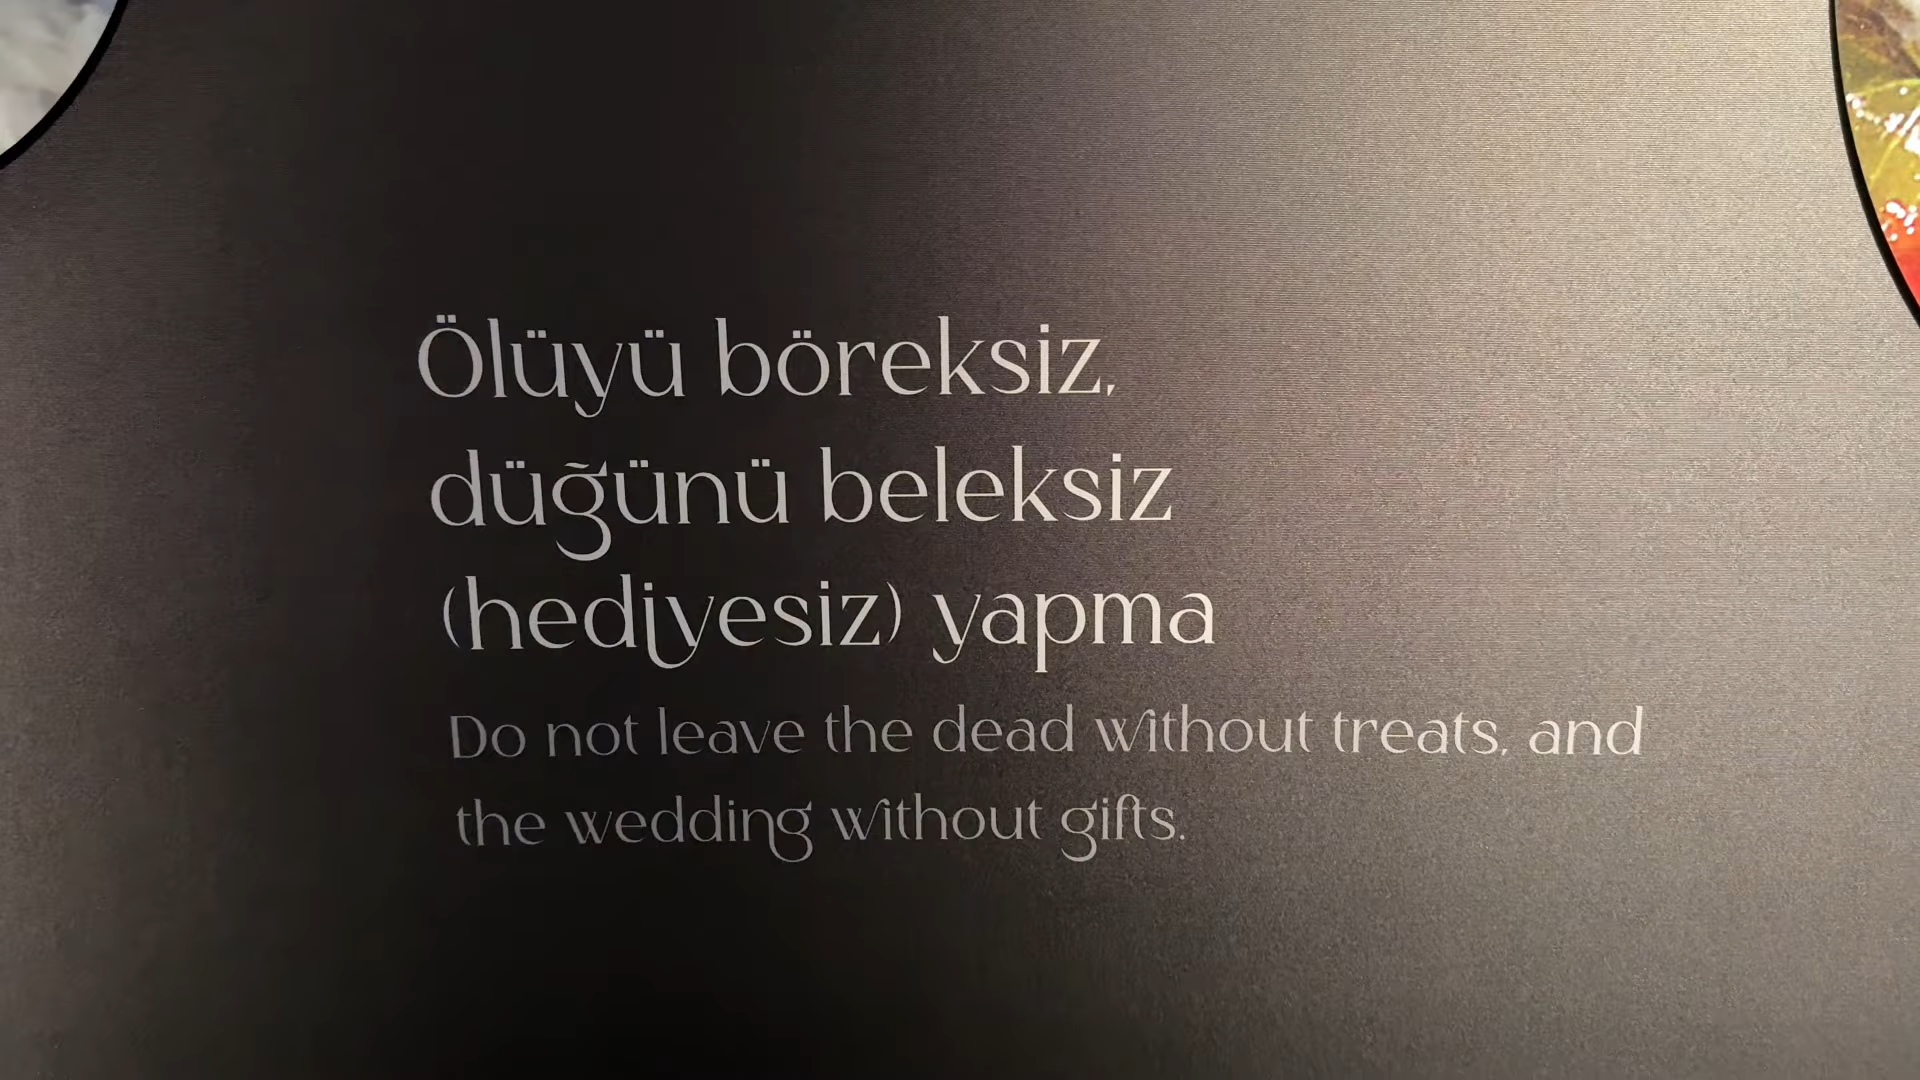 Ölüyü böreksiz,
düğünü beleksiz
(hediyesiz) yapma
Do not leave the dead without treats, and
the wedding without gifts.